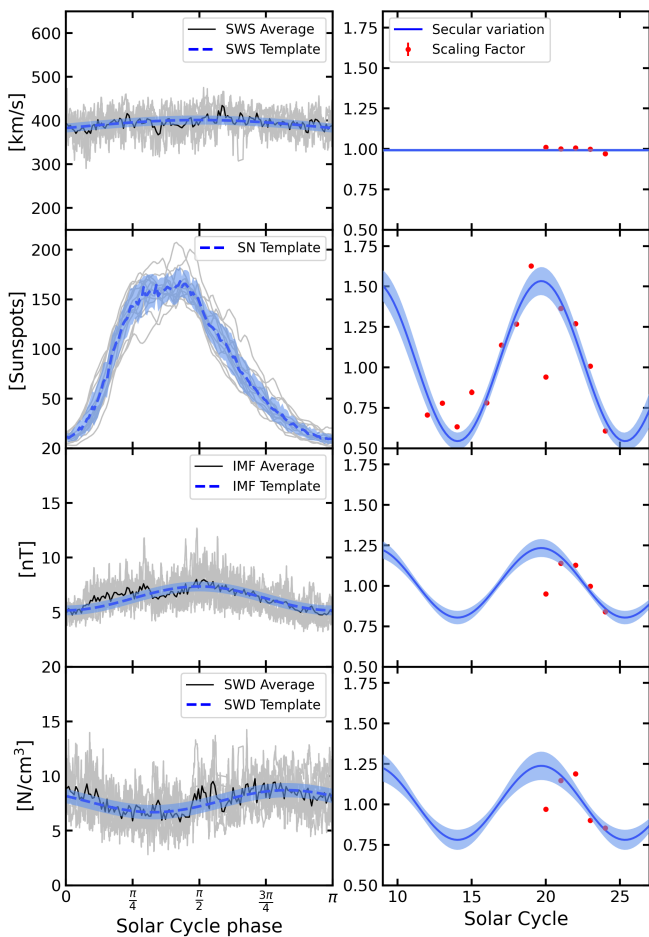 SWS Average
SWS Template
600
500
400
300
200
[km/s]
Secular variation
Scaling Factor
1.75
1.50
1.25
1.00
0.75
0.50
SN Template
200
150
100
50
20
[Sunspots]
1.75
1.50
1.25
1.00
0.75
0.50
IMF Average
IMF Template
15
10
5
20
[nT]
1.75
1.50
1.25
1.00
0.75
0.50
SWD Average
SWD Template
15
10
5
0
[N/cm³]
1.75
1.50
1.25
1.00
0.75
0.50
0 π/4 π/2 3π/4 π
Solar Cycle phase
10 15 20 25
Solar Cycle